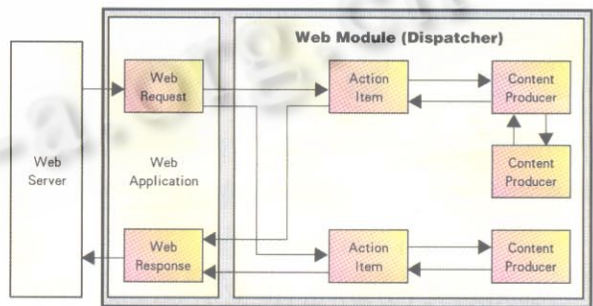 Web Module (Dispatcher)
Web
Request
Action
Item
Content
Producer
Web
Server
Web
Application
Content
Producer
Web
Response
Action
Item
Content
Producer